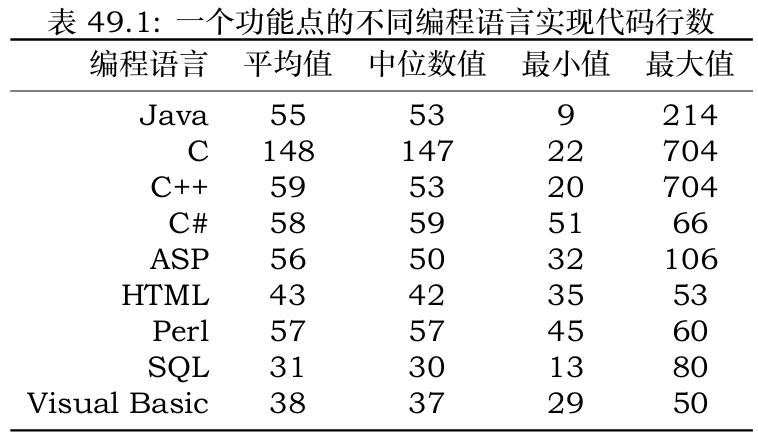 表 49.1: 一个功能点的不同编程语言实现代码行数
编程语言 平均值 中位数值 最小值 最大值
Java 55 53 9 214
C 148 147 22 704
C++ 59 53 20 704
C# 58 59 51 66
ASP 56 50 32 106
HTML 43 42 35 53
Perl 57 57 45 60
SQL 31 30 13 80
Visual Basic 38 37 29 50